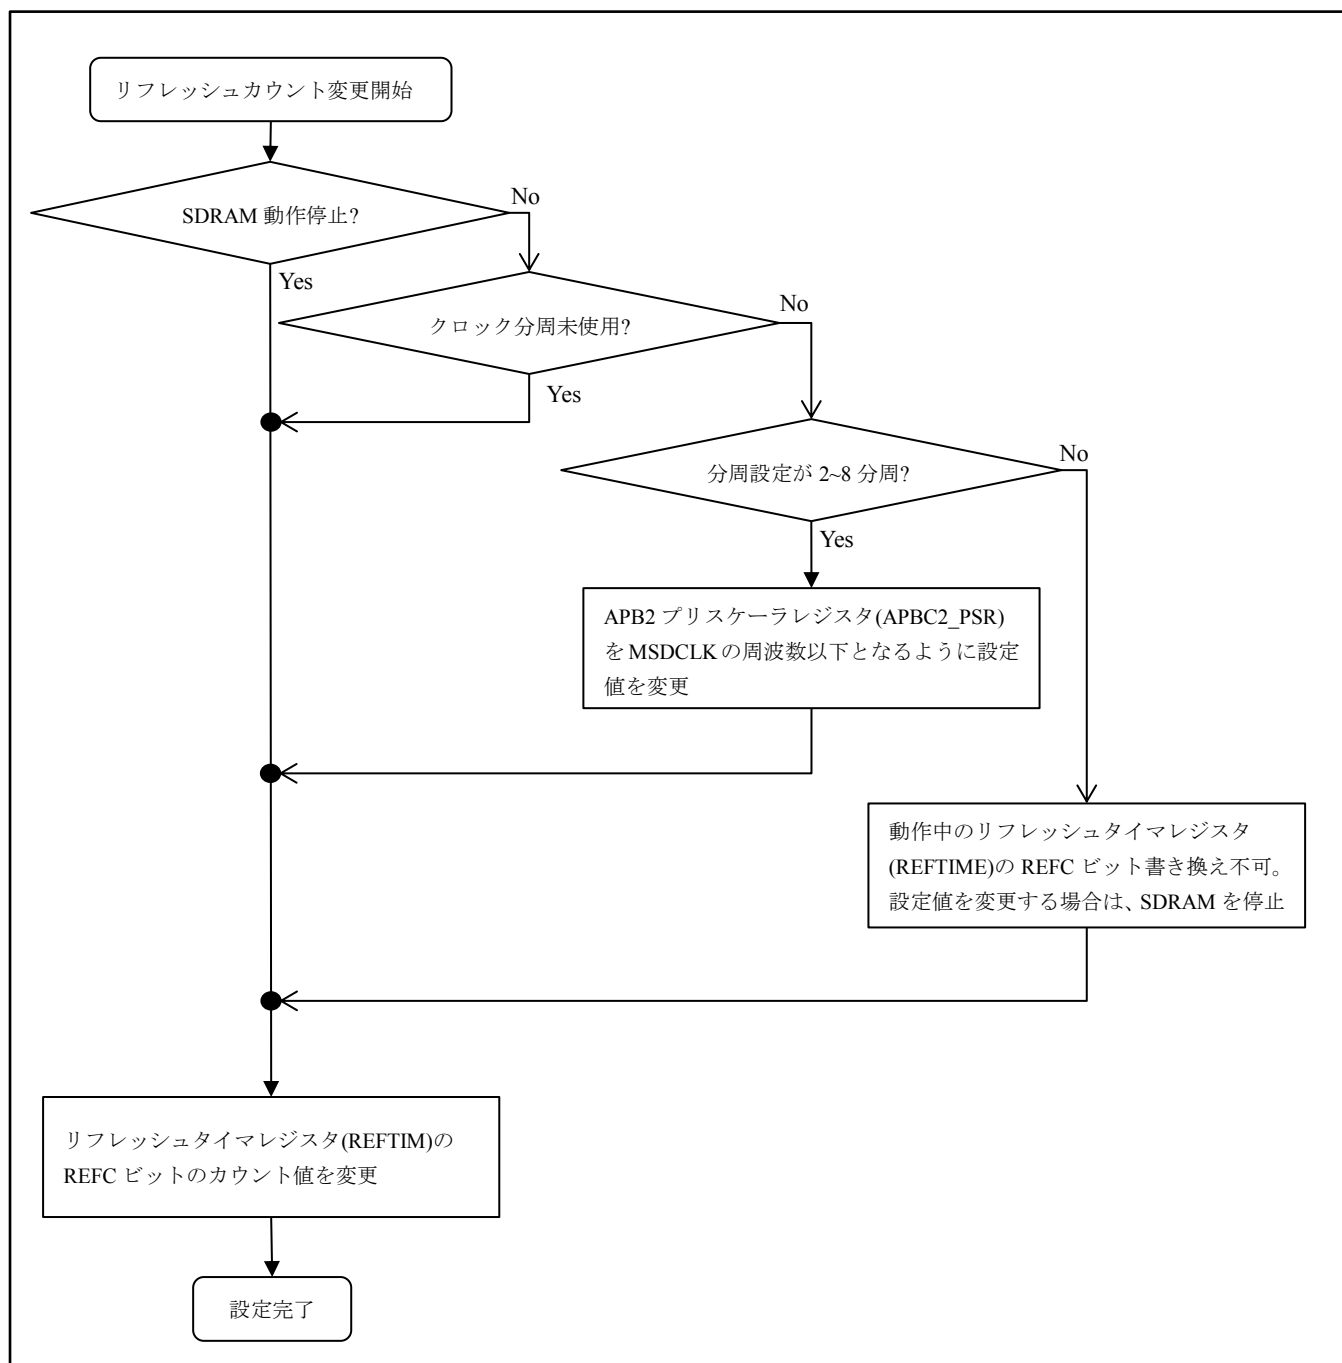 リフレッシュカウント変更開始
SDRAM 動作停止?
No
Yes
クロック分周未使用?
No
Yes
分周設定が 2~8 分周?
No
Yes
APB2 プリスケーラレジスタ(APBC2_PSR)
を MSDCLK の周波数以下となるように設定
値を変更
動作中のリフレッシュタイマレジスタ
(REFTIME)の REFC ビット書き換え不可。
設定値を変更する場合は、SDRAM を停止
リフレッシュタイマレジスタ(REFTIM)の
REFC ビットのカウント値を変更
設定完了